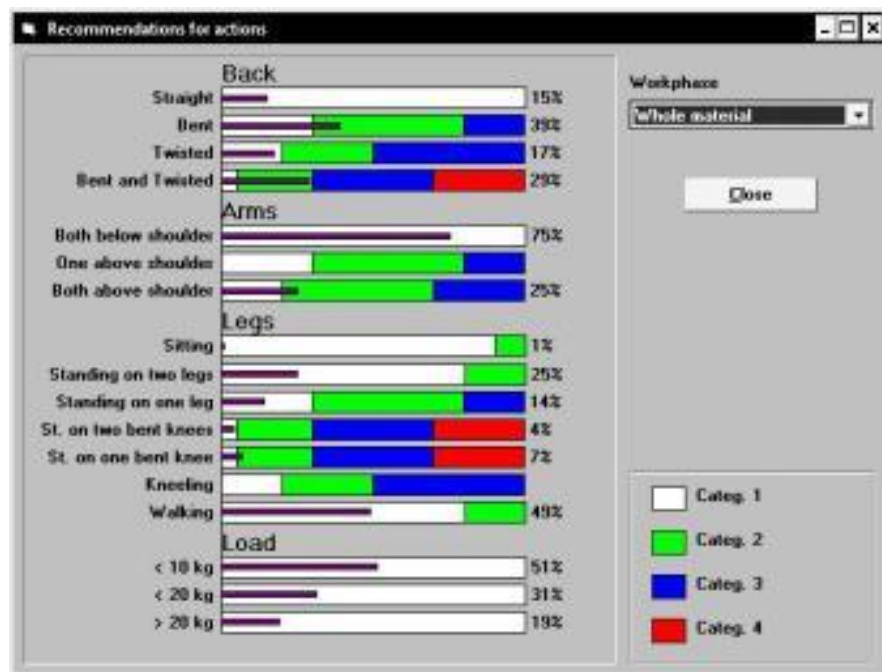 Recommendations for actions
Back
Straight 15%
Bent 39%
Twisted 17%
Bent and Twisted 29%
Arms
Both below shoulder 75%
One above shoulder
Both above shoulder 25%
Legs
Sitting 1%
Standing on two legs 25%
Standing on one leg 14%
St. on two bent knees 4%
St. on one bent knee 7%
Kneeling
Walking 49%
Load
< 10 kg 51%
< 20 kg 31%
> 20 kg 19%
Workphase
Whole material
Close
Categ. 1
Categ. 2
Categ. 3
Categ. 4